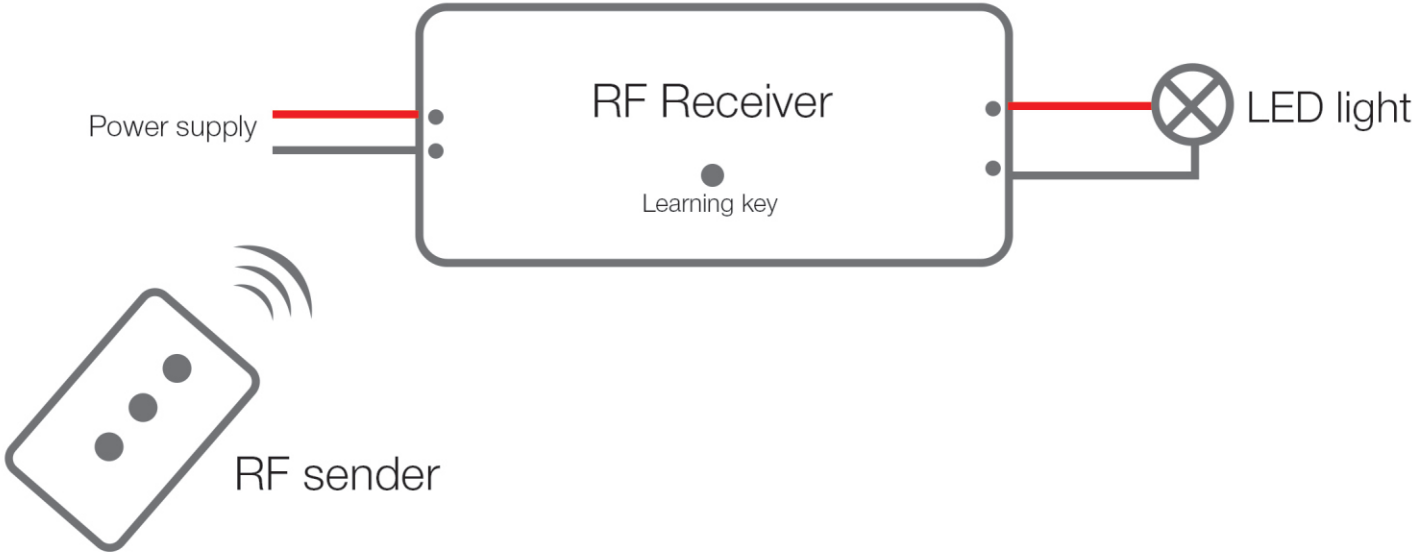 RF Receiver
LED light
Power supply
Learning key
RF sender